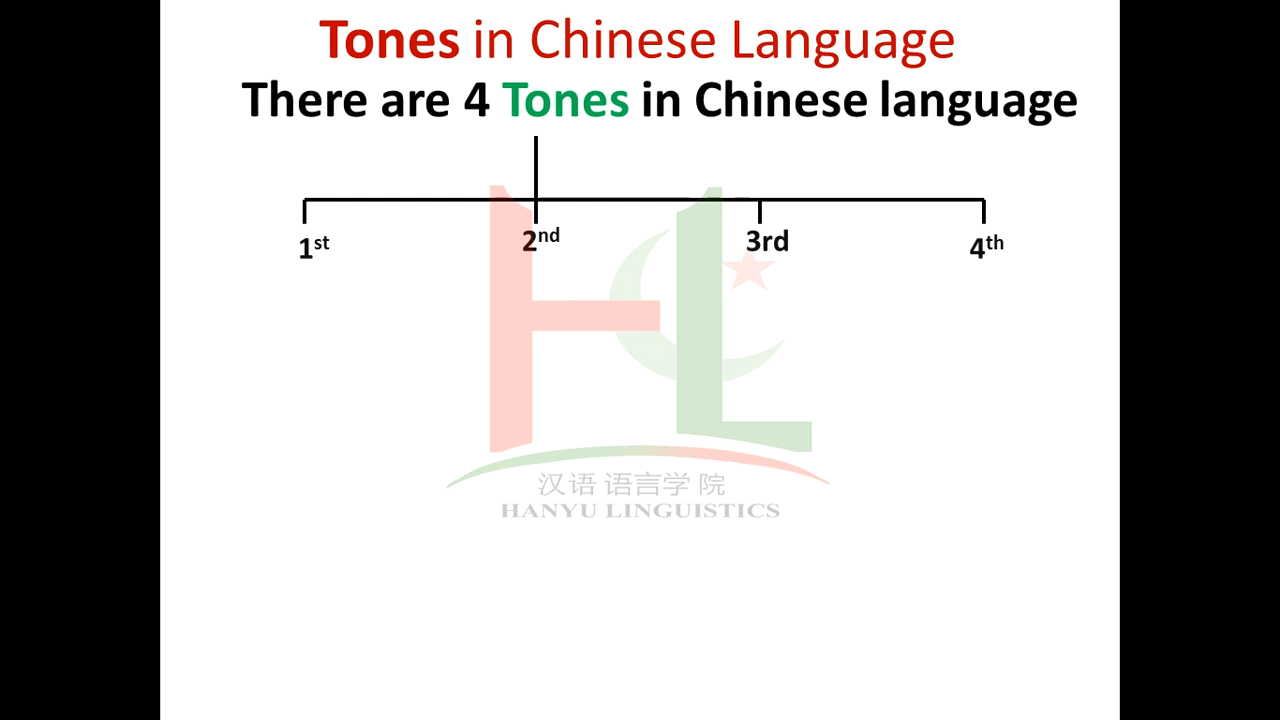 Tones in Chinese Language
There are 4 Tones in Chinese language
1st 2nd 3rd 4th
汉语 语言学 院
HANYU LINGUISTICS